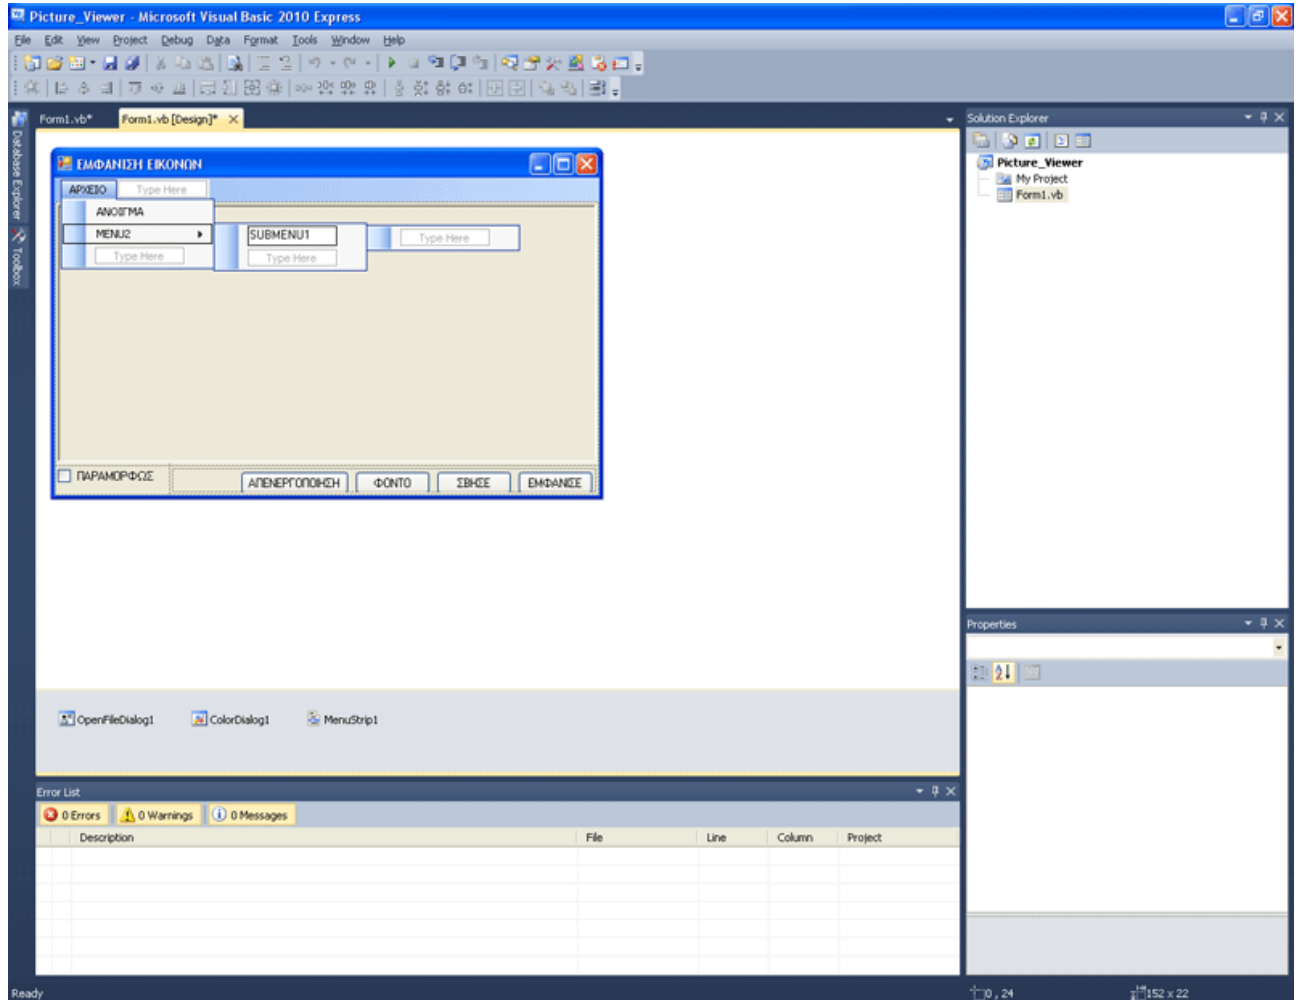 Picture_Viewer - Microsoft Visual Basic 2010 Express
File Edit View Project Debug Data Format Tools Window Help
Form1.vb* Form1.vb [Design]* Solution Explorer
Database Explorer
Toolbox
Picture_Viewer
My Project
Form1.vb
ΕΜΦΑΝΙΣΗ ΕΙΚΟΝΩΝ
ΑΡΧΕΙΟ Type Here
ΑΝΟΙΓΜΑ
MENU2 SUBMENU1 Type Here
Type Here Type Here
ΠΑΡΑΜΟΡΦΩΣ ΑΠΕΝΕΡΓΟΠΟΙΗΣΗ ΦΟΝΤΟ ΣΒΗΣΕ ΕΜΦΑΝΙΣΕ
Properties
OpenFileDialog1 ColorDialog1 MenuStrip1
Error List
0 Errors 0 Warnings 0 Messages
Description File Line Column Project
Ready 0 , 24 152 x 22